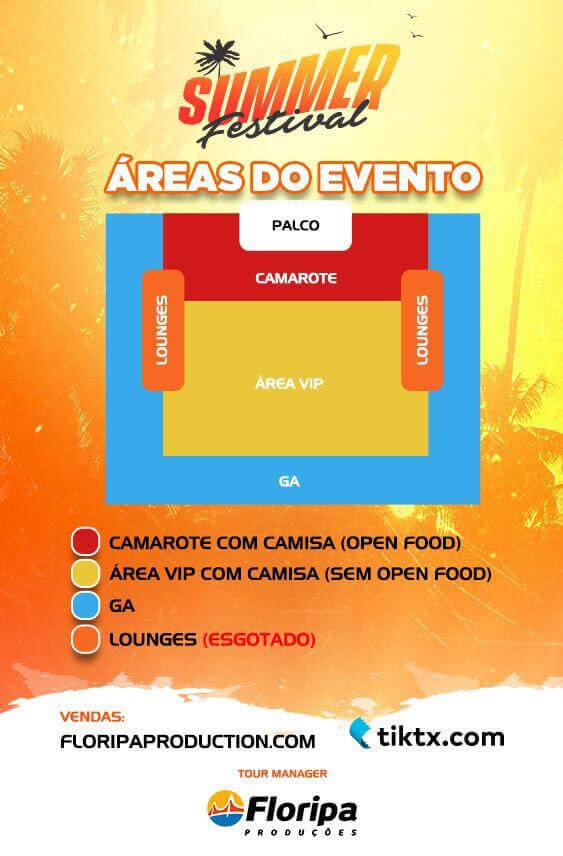 SUMMER
Festival
ÁREAS DO EVENTO
PALCO
CAMAROTE
LOUNGES
LOUNGES
ÁREA VIP
GA
CAMAROTE COM CAMISA (OPEN FOOD)
ÁREA VIP COM CAMISA (SEM OPEN FOOD)
GA
LOUNGES (ESGOTADO)
VENDAS:
FLORIPAPRODUCTION.COM
tiktx.com
TOUR MANAGER
Floripa
PRODUÇÕES